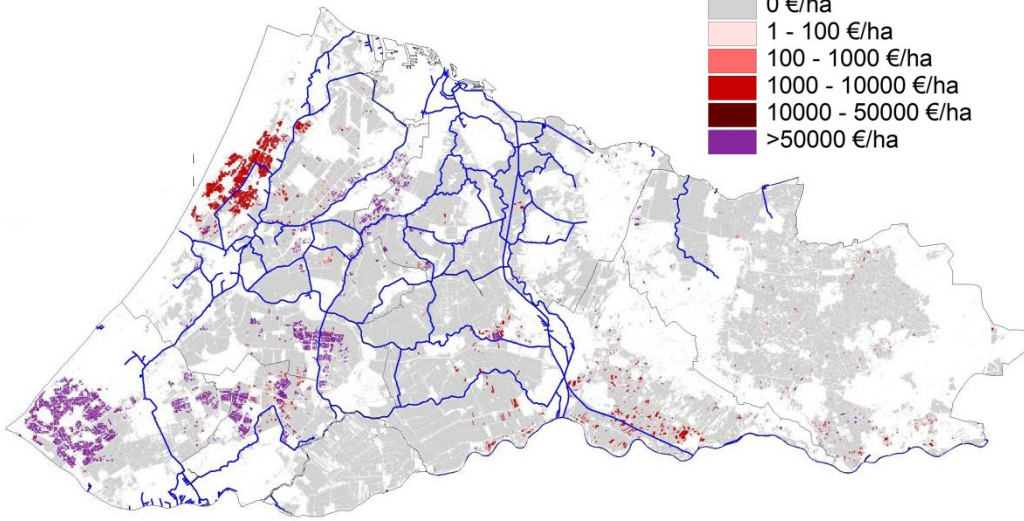 0 €/ha
1 - 100 €/ha
100 - 1000 €/ha
1000 - 10000 €/ha
10000 - 50000 €/ha
>50000 €/ha